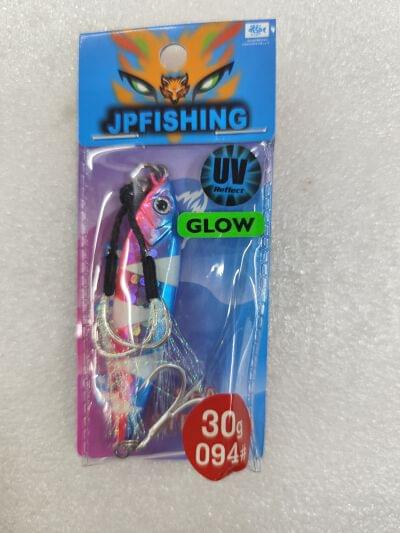 JPFISHING
UV
Reflect
GLOW
30g
094#